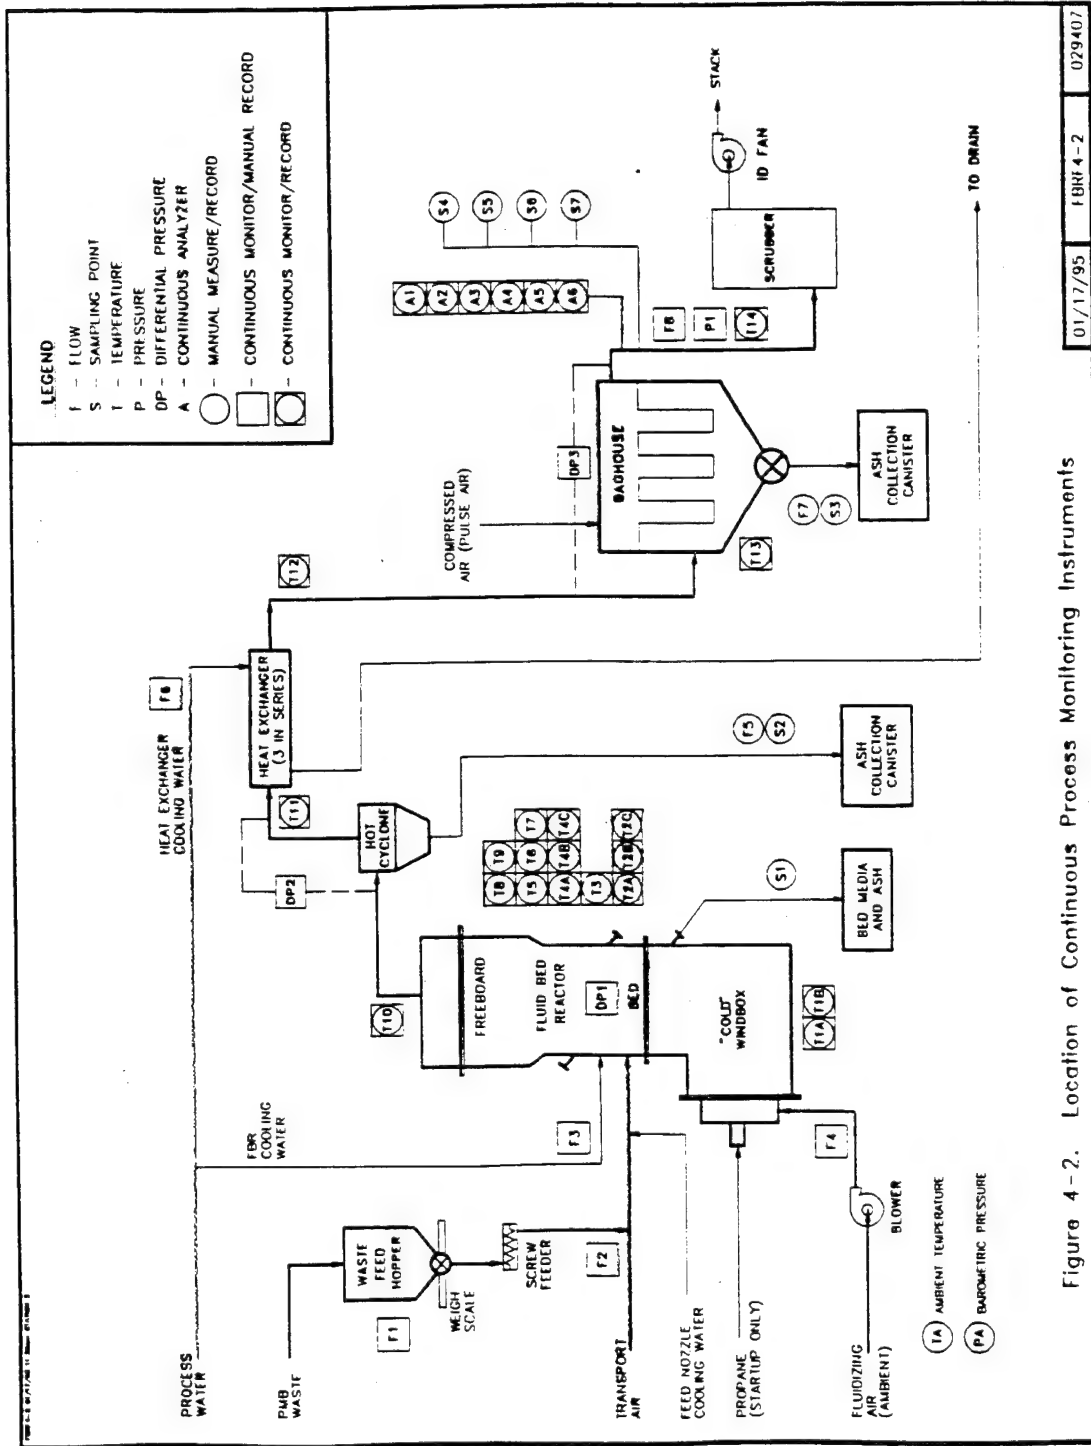 LEGEND
F - FLOW
S - SAMPLING POINT
T - TEMPERATURE
P - PRESSURE
DP - DIFFERENTIAL PRESSURE
A - CONTINUOUS ANALYZER
- MANUAL MEASURE/RECORD
- CONTINUOUS MONITOR/MANUAL RECORD
- CONTINUOUS MONITOR/RECORD
PROCESS
WATER
PMB
WASTE
F1
WASTE
FEED
HOPPER
WEIGH
SCALE
SCREW
FEEDER
F2
TRANSPORT
AIR
FEED NOZZLE
COOLING WATER
PROPANE
(STARTUP ONLY)
FLUIDIZING
AIR
(AMBIENT)
BLOWER
F4
TA AMBIENT TEMPERATURE
PA BAROMETRIC PRESSURE
FBR
COOLING
WATER
F3
T10
FREEBOARD
FLUID BED
REACTOR
DP1
BED
"COLD"
WINDBOX
T1A T1B
T8 T9
T5 T6 T7
T4A T4B T4C
T3
T2A T2B T2C
S1
BED MEDIA
AND ASH
DP2
HOT
CYCLONE
T11
F5
S2
ASH
COLLECTION
CANISTER
HEAT EXCHANGER
COOLING WATER
F6
HEAT EXCHANGER
(3 IN SERIES)
T12
COMPRESSED
AIR (PULSE AIR)
DP3
BAGHOUSE
T13
F7
S3
ASH
COLLECTION
CANISTER
A1
A2
A3
A4
A5
A6
S4
S5
S6
S7
F8
P1
T14
SCRUBBER
ID FAN
STACK
TO DRAIN
Figure 4-2. Location of Continuous Process Monitoring Instruments
01/17/95 FBRF4-2 029407